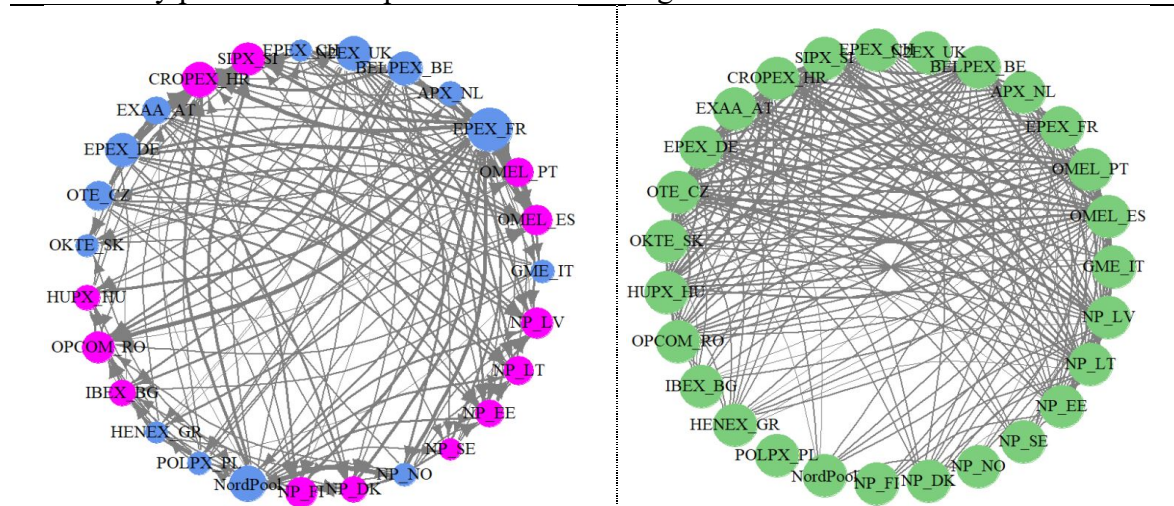 EPEX_CH
SIPX_SI
BELPEX_BE
CROPEX_HR
APX_NL
EXAA_AT
EPEX_FR
EPEX_DE
OMEL_PT
OTE_CZ
OMEL_ES
OKTE_SK
GME_IT
HUPX_HU
NP_LV
OPCOM_RO
NP_LT
IBEX_BG
NP_EE
HENEX_GR
NP_SE
POLPX_PL
NP_NO
NordPool
NP_FI
NP_DK
EPEX_CH
SIPX_SI
BELPEX_BE
CROPEX_HR
APX_NL
EXAA_AT
EPEX_FR
EPEX_DE
OMEL_PT
OTE_CZ
OMEL_ES
OKTE_SK
GME_IT
HUPX_HU
NP_LV
OPCOM_RO
NP_LT
IBEX_BG
NP_EE
HENEX_GR
NP_SE
POLPX_PL
NP_NO
NordPool
NP_FI
NP_DK